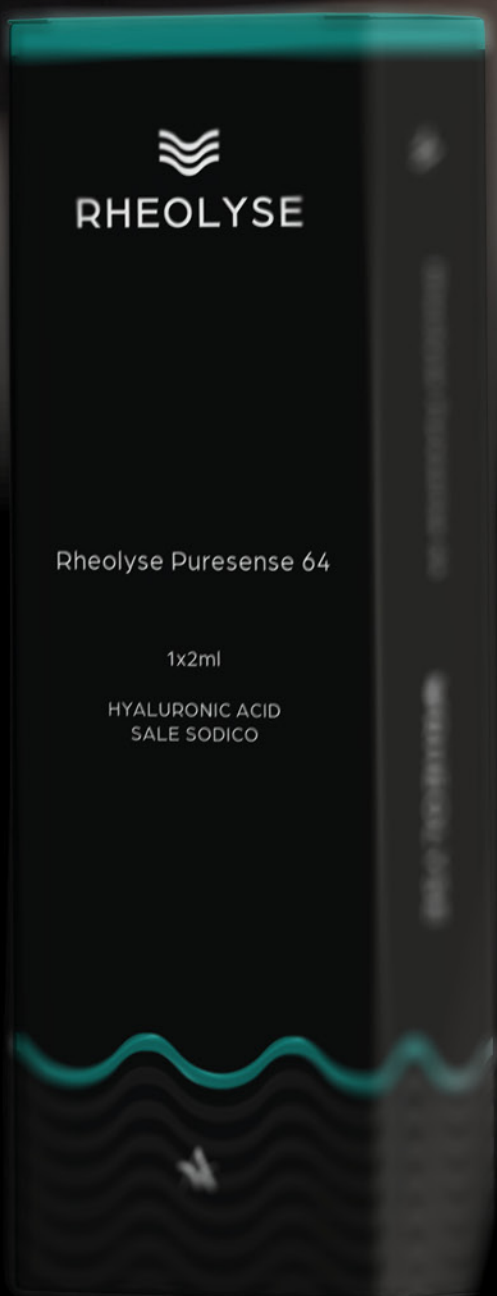 RHEOLYSE
Rheolyse Puresense 64
1x2ml
HYALURONIC ACID
SALE SODICO